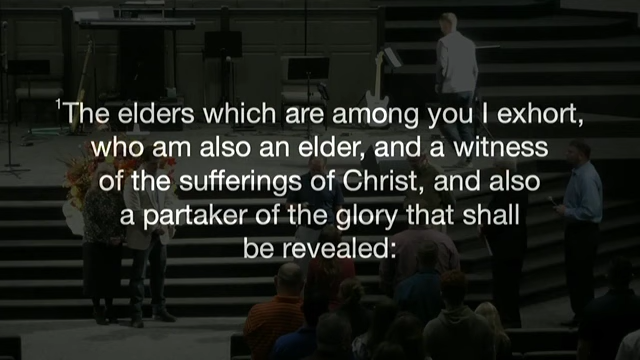 ¹The elders which are among you I exhort,
who am also an elder, and a witness
of the sufferings of Christ, and also
a partaker of the glory that shall
be revealed: